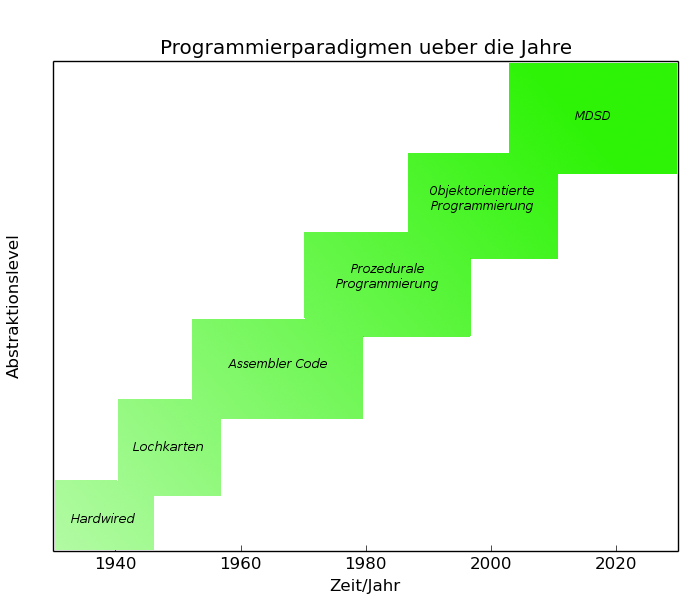 Programmierparadigmen ueber die Jahre
MDSD
Objektorientierte
Programmierung
Prozedurale
Programmierung
Assembler Code
Lochkarten
Hardwired
Abstraktionslevel
1940 1960 1980 2000 2020
Zeit/Jahr